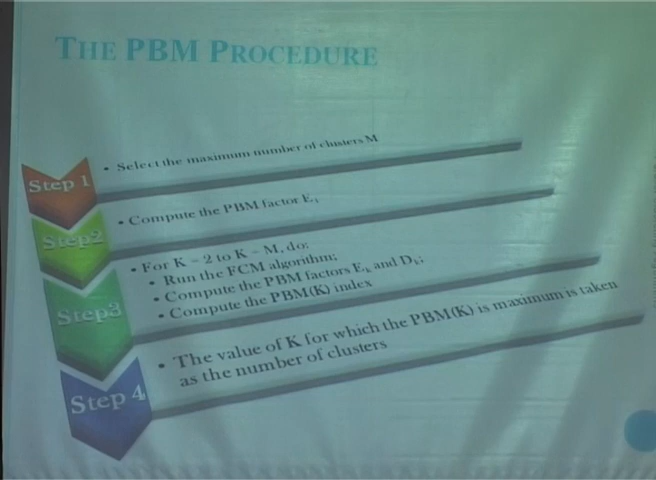 THE PBM PROCEDURE
Step 1
• Select the maximum number of clusters M
Step2
• Compute the PBM factor E₁
Step3
• For K = 2 to K = M, do:
• Run the FCM algorithm;
• Compute the PBM factors Eₖ and Dₖ;
• Compute the PBM(K) index
Step 4
• The value of K for which the PBM(K) is maximum is taken
as the number of clusters